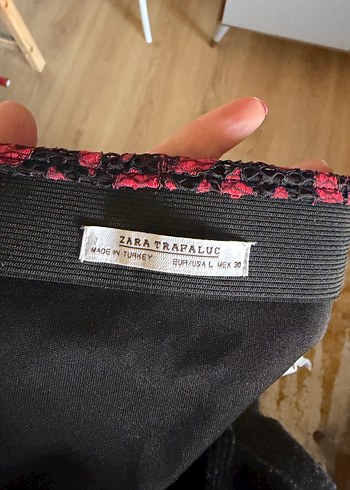 ZARA TRAFALUC
MADE IN TURKEY EUR/USA L MEX 30